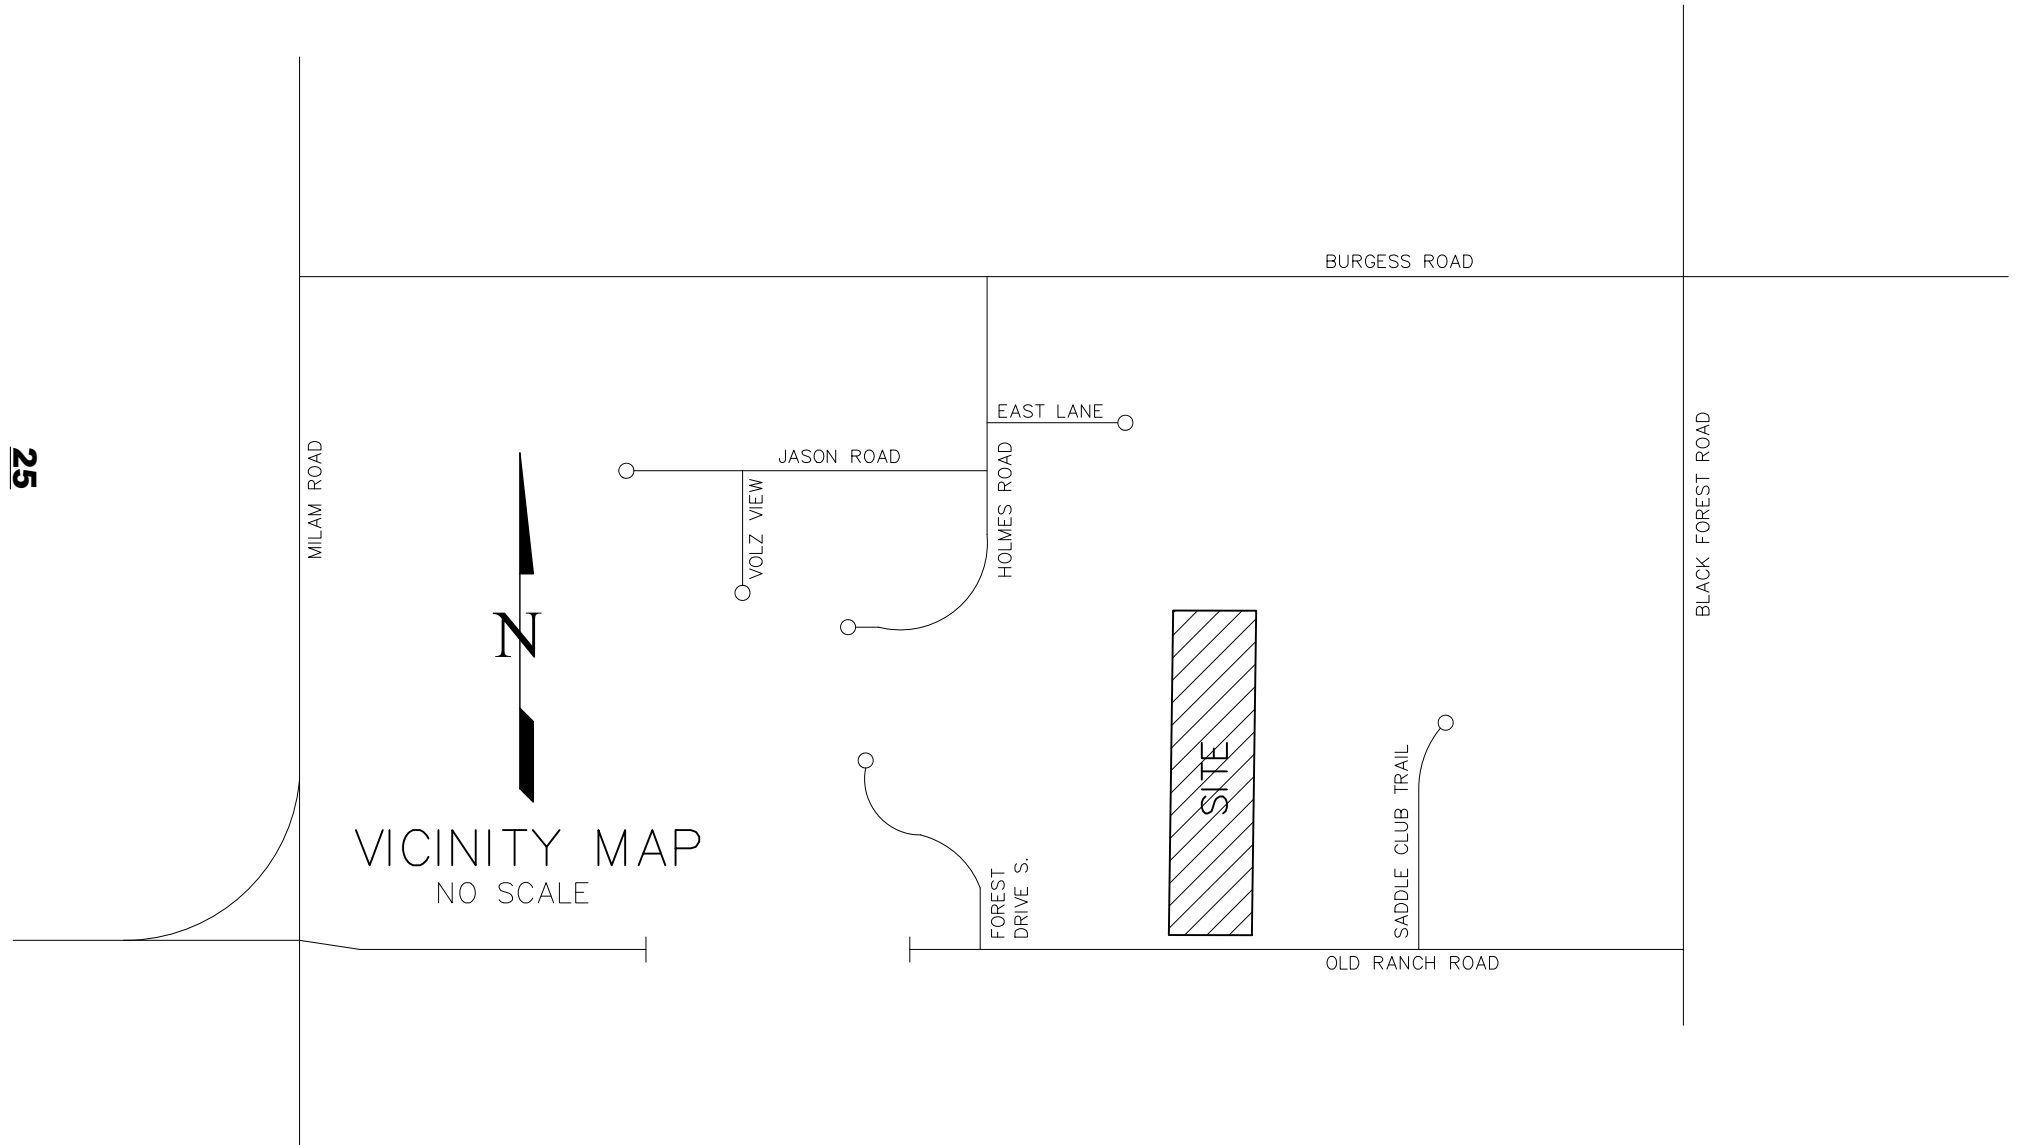 BURGESS ROAD
EAST LANE
JASON ROAD
HOLMES ROAD
VOLZ VIEW
MILAM ROAD
BLACK FOREST ROAD
25
N
SITE
SADDLE CLUB TRAIL
VICINITY MAP
NO SCALE
FOREST
DRIVE S.
OLD RANCH ROAD